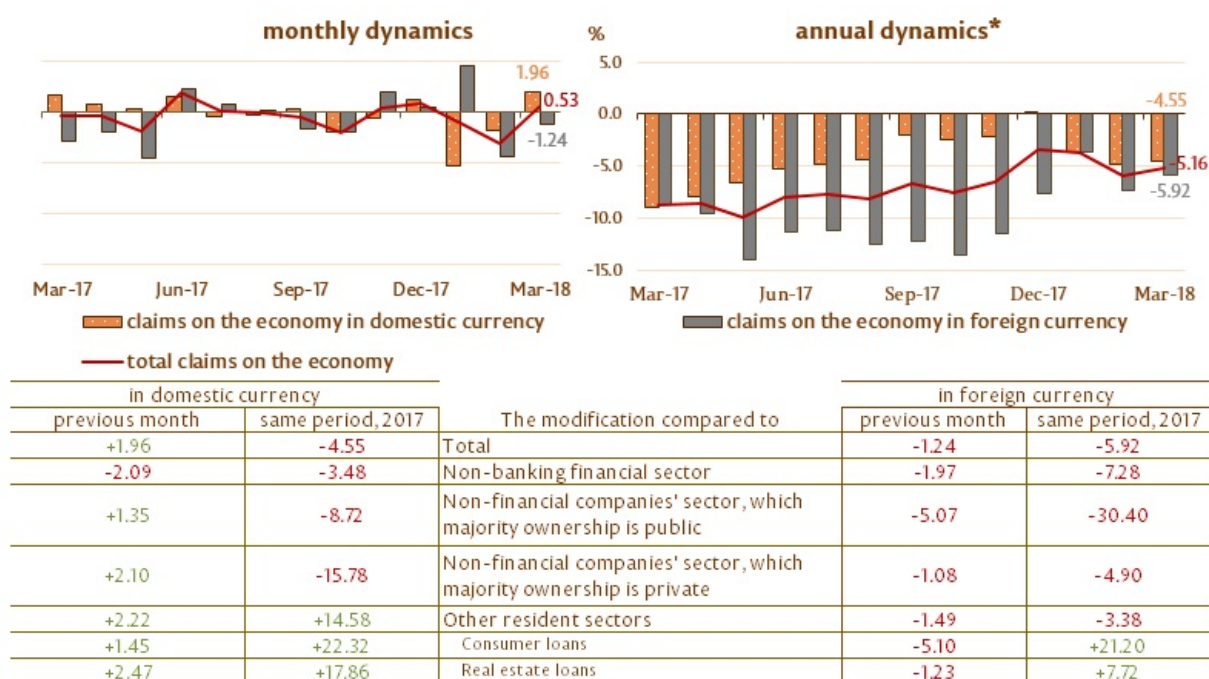 monthly dynamics
%
annual dynamics*
5.0
0.0
-5.0
-10.0
-15.0
1.96
0.53
-1.24
-4.55
-5.16
-5.92
Mar-17 Jun-17 Sep-17 Dec-17 Mar-18
Mar-17 Jun-17 Sep-17 Dec-17 Mar-18
claims on the economy in domestic currency
claims on the economy in foreign currency
total claims on the economy
in domestic currency in foreign currency
previous month same period, 2017 The modification compared to previous month same period, 2017
+1.96 -4.55 Total -1.24 -5.92
-2.09 -3.48 Non-banking financial sector -1.97 -7.28
+1.35 -8.72 Non-financial companies' sector, which
majority ownership is public -5.07 -30.40
+2.10 -15.78 Non-financial companies' sector, which
majority ownership is private -1.08 -4.90
+2.22 +14.58 Other resident sectors -1.49 -3.38
+1.45 +22.32 Consumer loans -5.10 +21.20
+2.47 +17.86 Real estate loans -1.23 +7.72